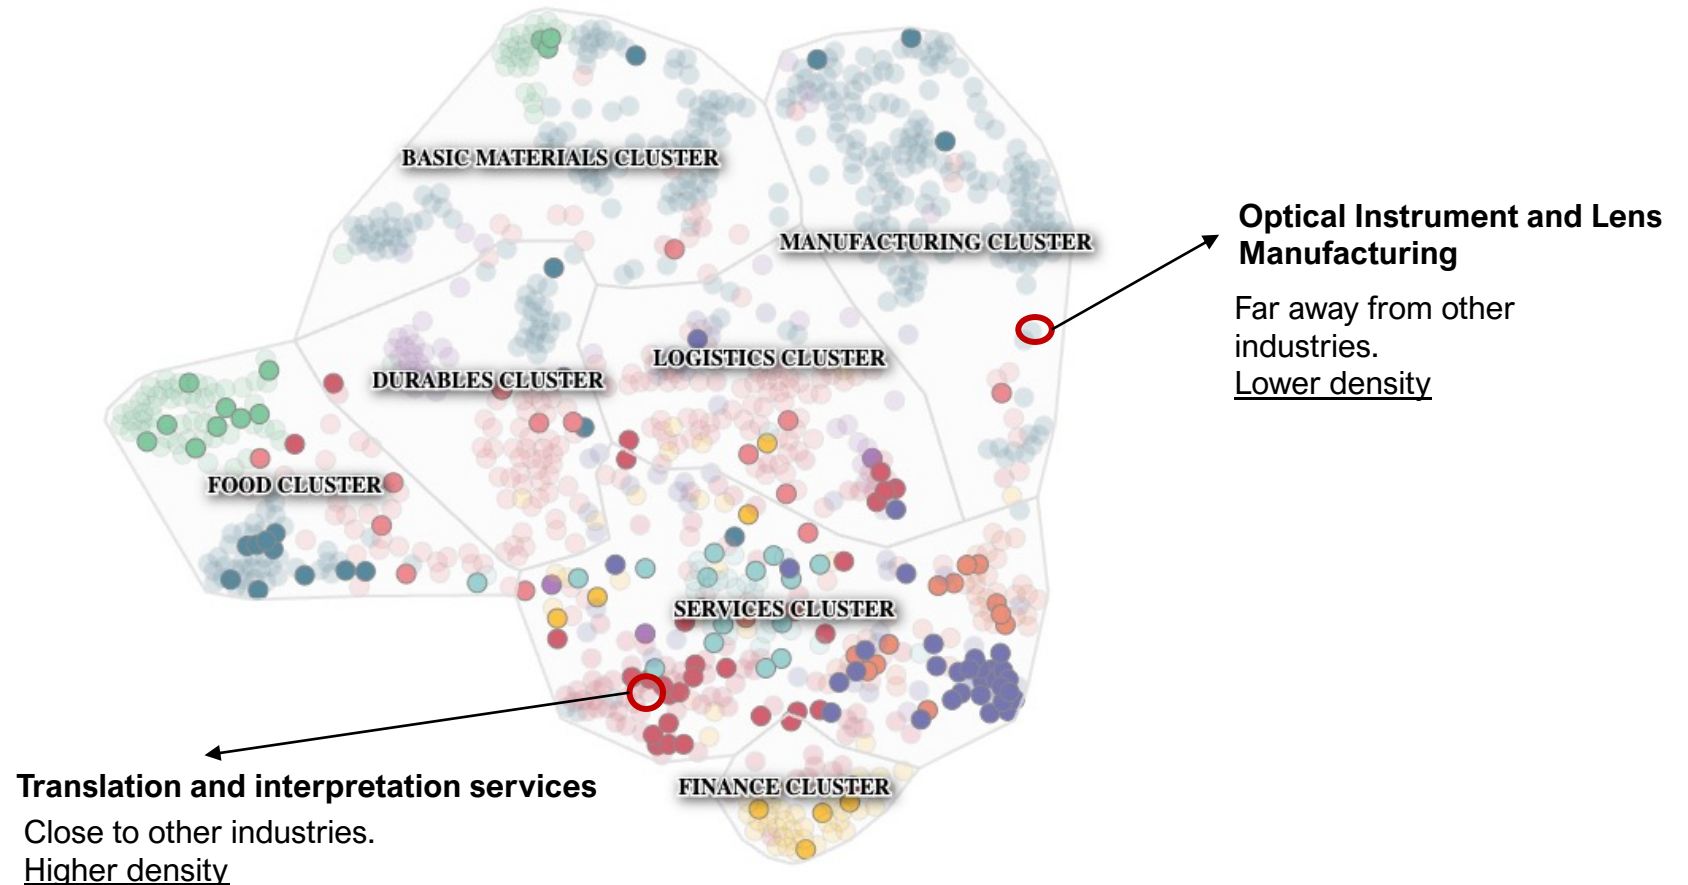 BASIC MATERIALS CLUSTER
MANUFACTURING CLUSTER
Optical Instrument and Lens
Manufacturing
Far away from other
industries.
Lower density
LOGISTICS CLUSTER
DURABLES CLUSTER
FOOD CLUSTER
SERVICES CLUSTER
FINANCE CLUSTER
Translation and interpretation services
Close to other industries.
Higher density